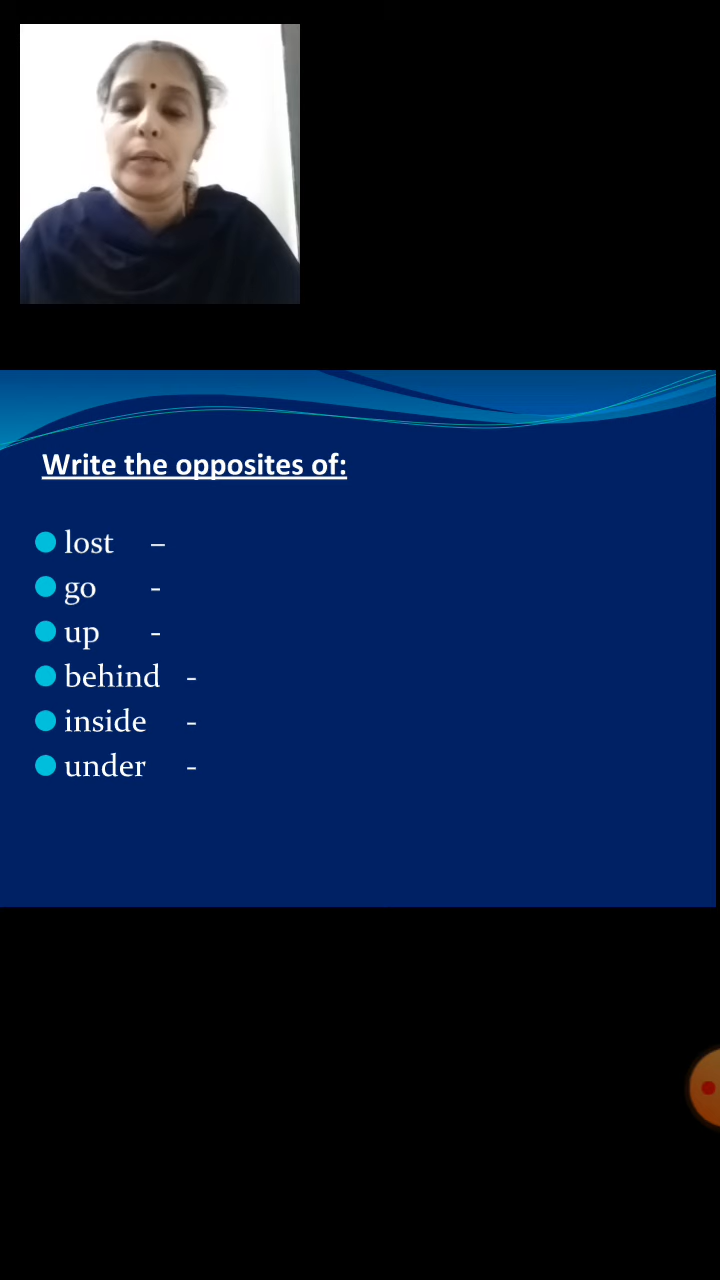 Write the opposites of:
lost –
go -
up -
behind -
inside -
under -